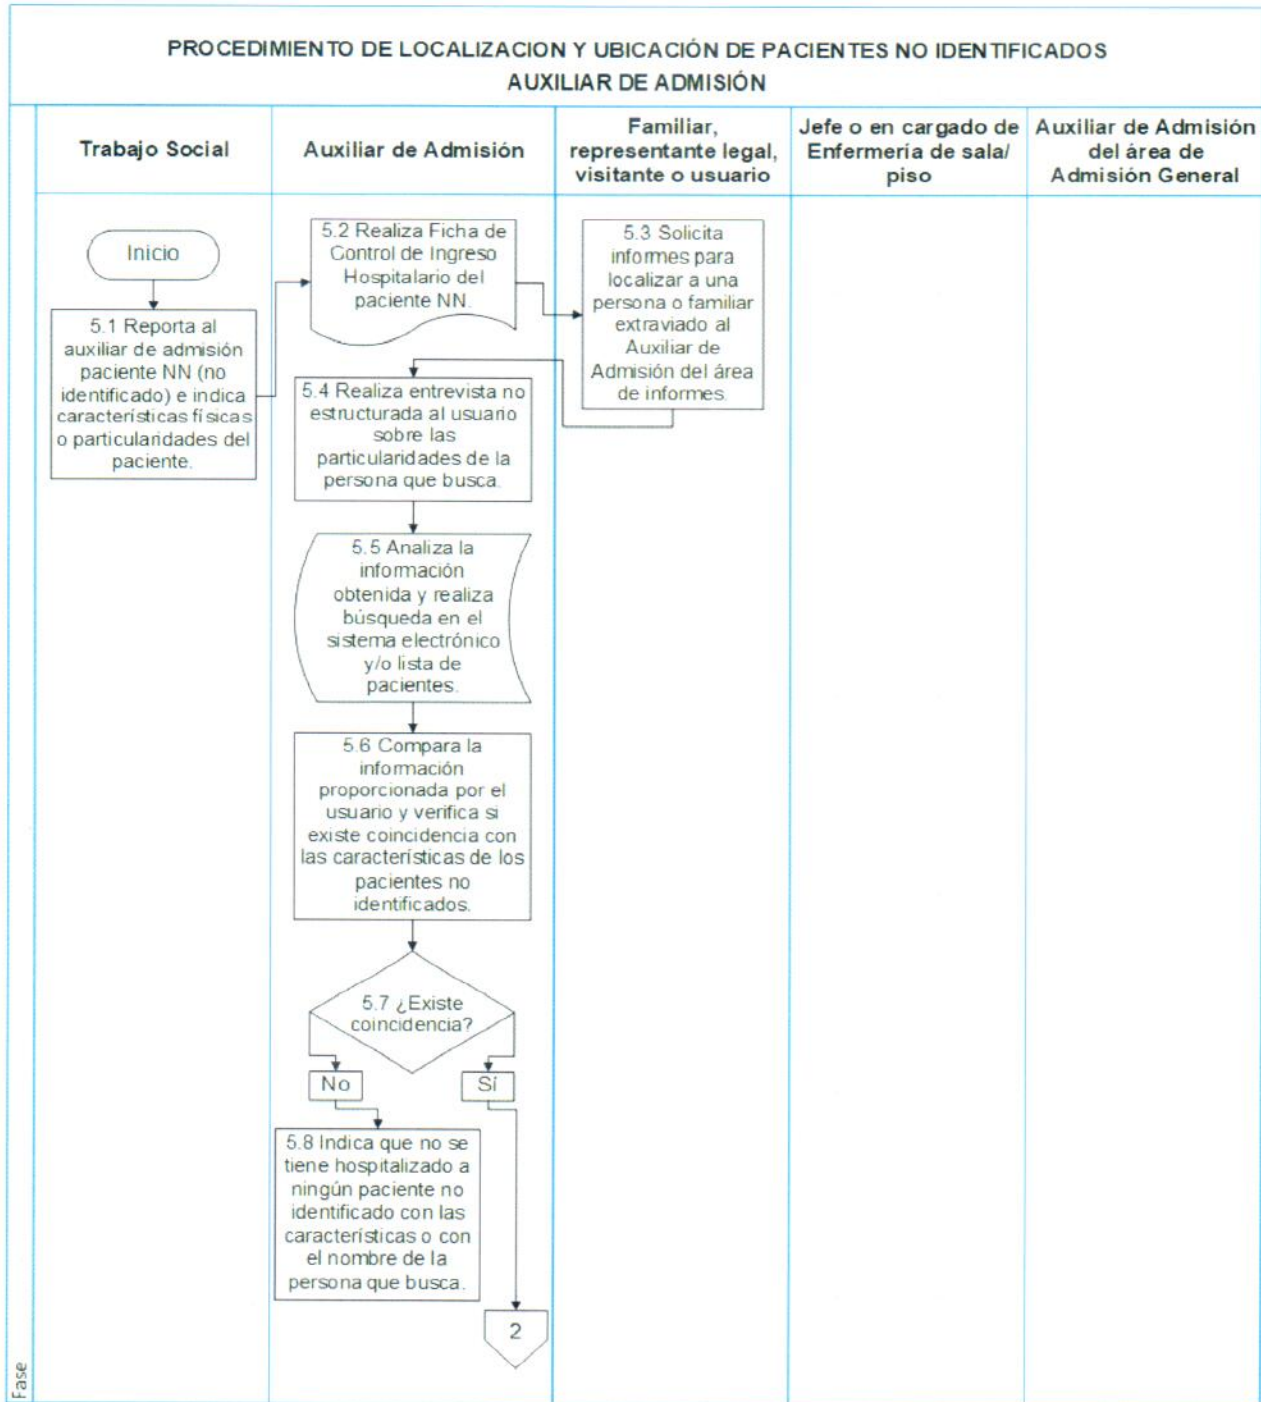 PROCEDIMIENTO DE LOCALIZACION Y UBICACIÓN DE PACIENTES NO IDENTIFICADOS
AUXILIAR DE ADMISIÓN
Trabajo Social
Auxiliar de Admisión
Familiar,
representante legal,
visitante o usuario
Jefe o en cargado de
Enfermería de sala/
piso
Auxiliar de Admisión
del área de
Admisión General
Inicio
5.1 Reporta al
auxiliar de admisión
paciente NN (no
identificado) e indica
características físicas
o particularidades del
paciente.
5.2 Realiza Ficha de
Control de Ingreso
Hospitalario del
paciente NN.
5.3 Solicita
informes para
localizar a una
persona o familiar
extraviado al
Auxiliar de
Admisión del área
de informes.
5.4 Realiza entrevista no
estructurada al usuario
sobre las
particularidades de la
persona que busca.
5.5 Analiza la
información
obtenida y realiza
búsqueda en el
sistema electrónico
y/o lista de
pacientes.
5.6 Compara la
información
proporcionada por el
usuario y verifica si
existe coincidencia con
las características de los
pacientes no
identificados.
5.7 ¿Existe
coincidencia?
No
Sí
5.8 Indica que no se
tiene hospitalizado a
ningún paciente no
identificado con las
características o con
el nombre de la
persona que busca.
2
Fase